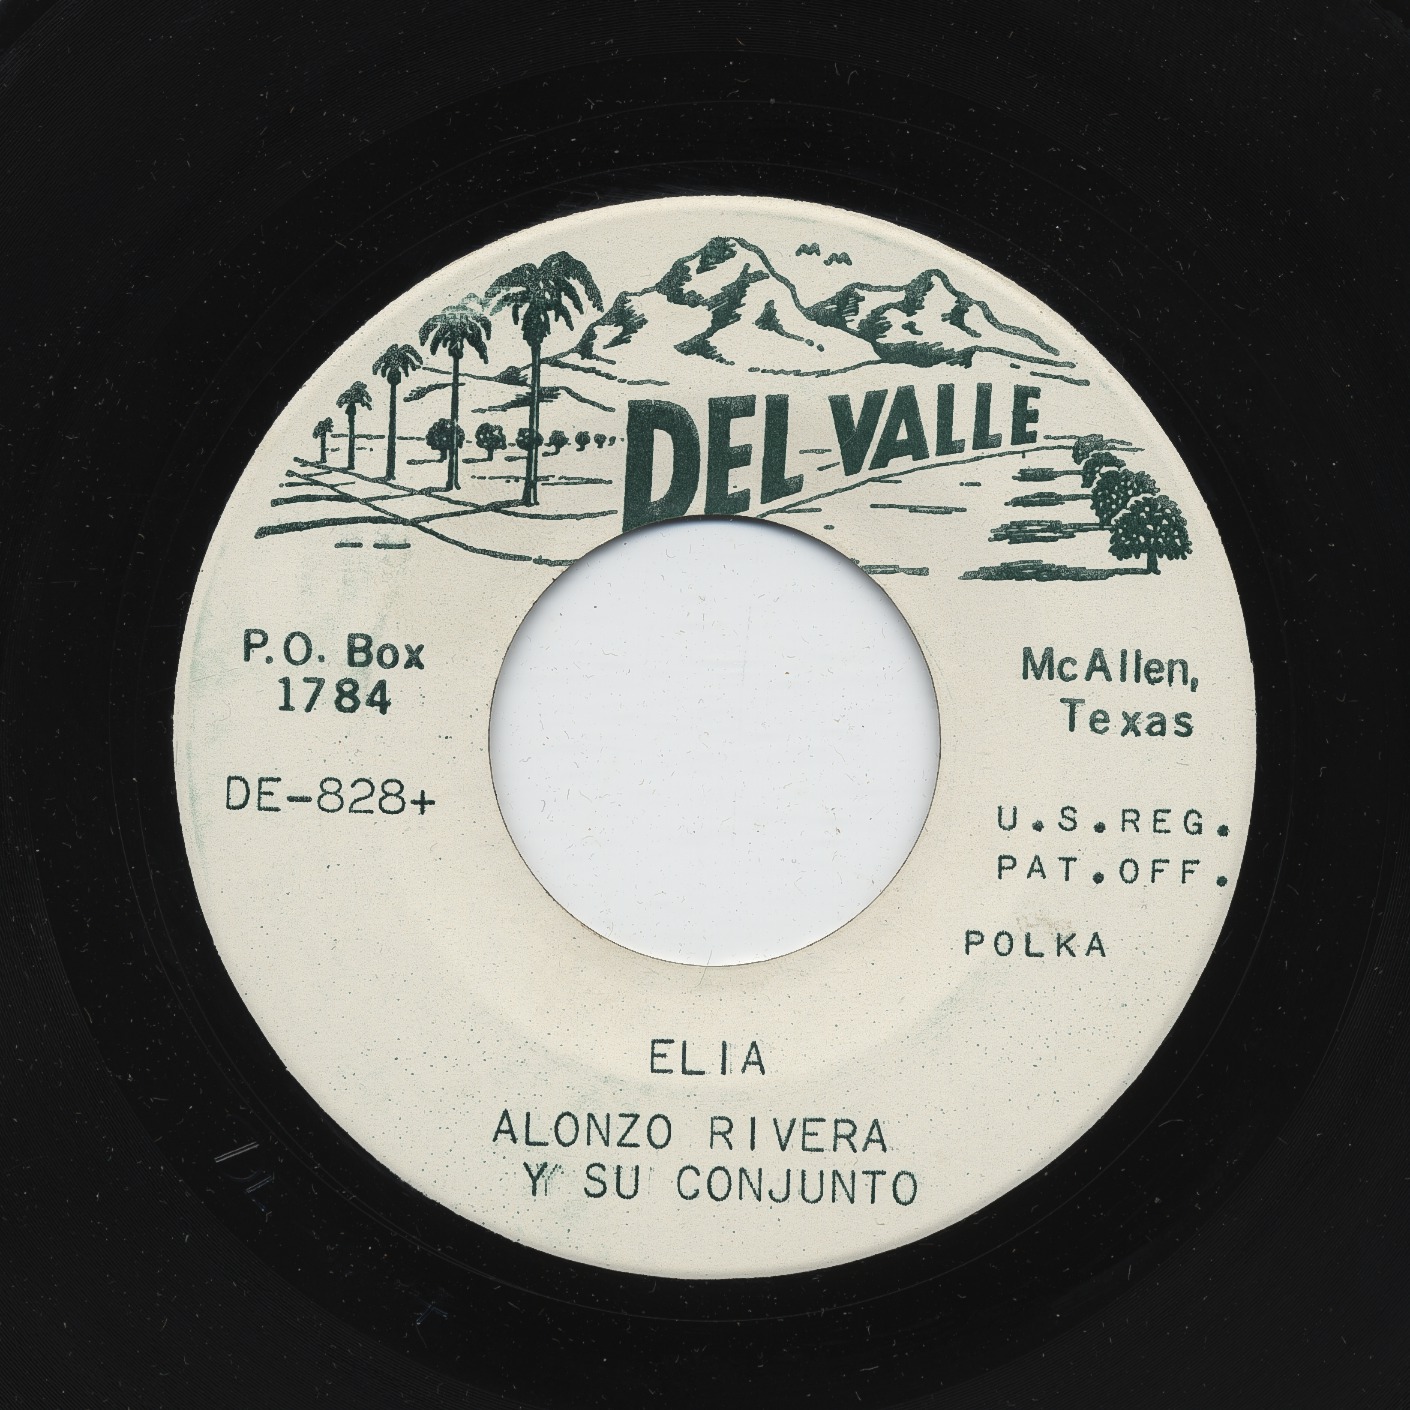 DEL VALLE
P.O. Box
1784
McAllen,
Texas
DE-828+
U.S.REG.
PAT.OFF.
POLKA
ELIA
ALONZO RIVERA
Y SU CONJUNTO